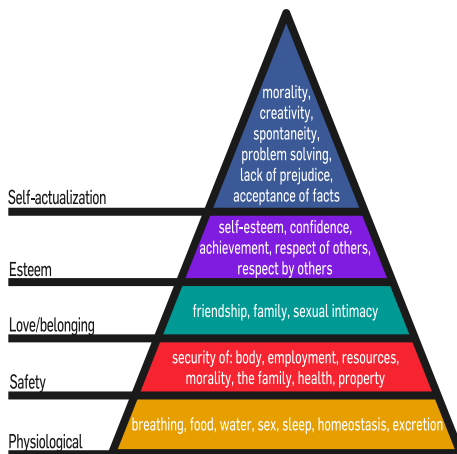 morality,
creativity,
spontaneity,
problem solving,
lack of prejudice,
acceptance of facts
Self-actualization
self-esteem, confidence,
achievement, respect of others,
respect by others
Esteem
friendship, family, sexual intimacy
Love/belonging
security of: body, employment, resources,
morality, the family, health, property
Safety
breathing, food, water, sex, sleep, homeostasis, excretion
Physiological